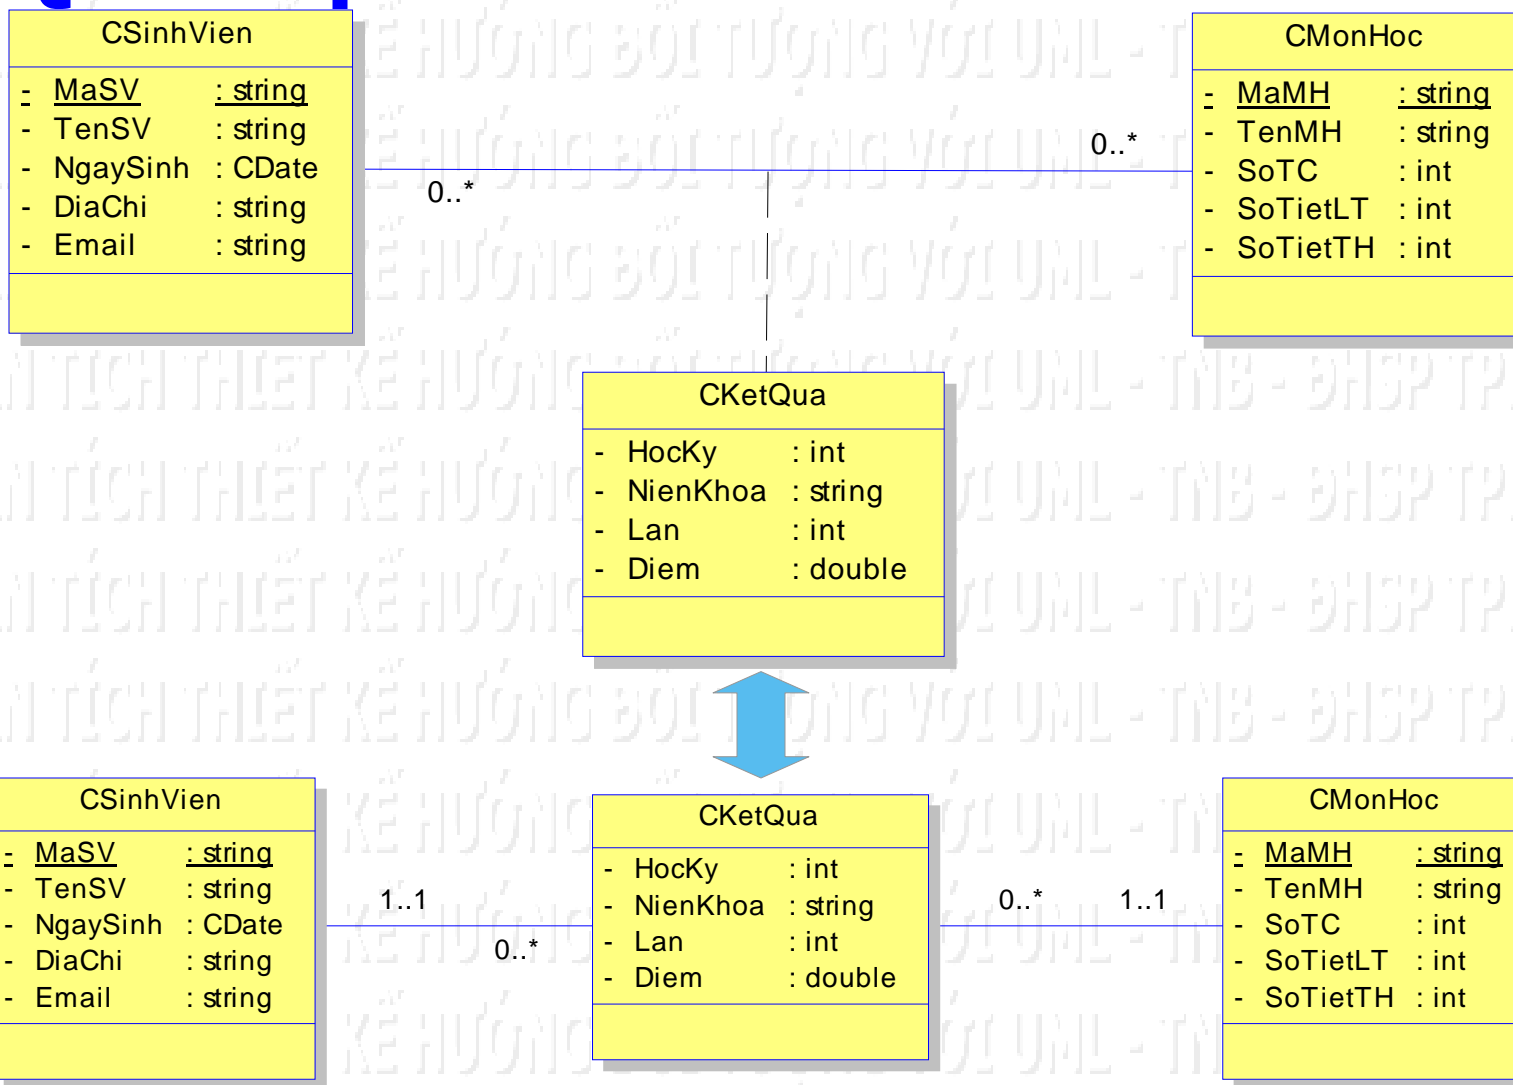 CSinhVien
- MaSV : string
- TenSV : string
- NgaySinh : CDate
- DiaChi : string
- Email : string
CMonHoc
- MaMH : string
- TenMH : string
- SoTC : int
- SoTietLT : int
- SoTietTH : int
0..*
0..*
CKetQua
- HocKy : int
- NienKhoa : string
- Lan : int
- Diem : double
CSinhVien
- MaSV : string
- TenSV : string
- NgaySinh : CDate
- DiaChi : string
- Email : string
1..1
0..*
CKetQua
- HocKy : int
- NienKhoa : string
- Lan : int
- Diem : double
0..*
1..1
CMonHoc
- MaMH : string
- TenMH : string
- SoTC : int
- SoTietLT : int
- SoTietTH : int